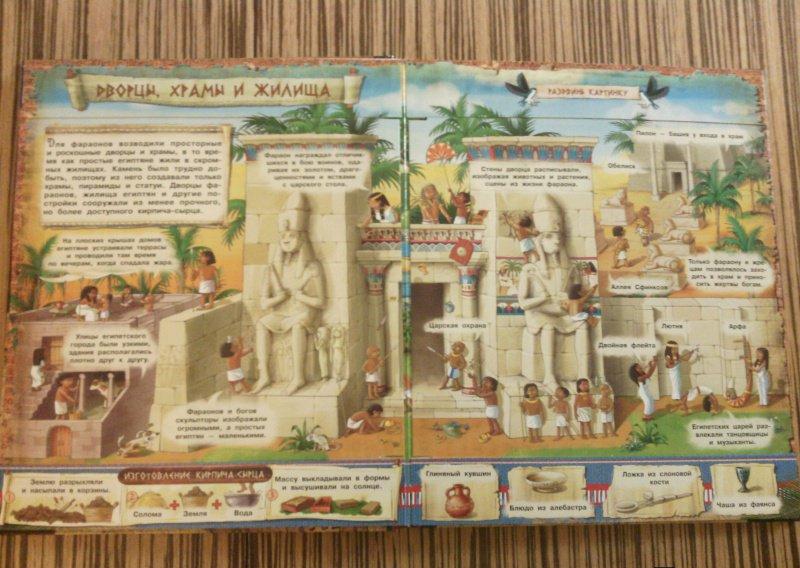 ДВОРЦЫ, ХРАМЫ И ЖИЛИЩА
Для фараонов возводили просторные
и роскошные дворцы и храмы, в то время
как простые египтяне жили в скром-
ных жилищах. Камень было трудно до-
быть, поэтому из него создавали только
храмы, пирамиды и статуи. Дворцы фа-
раонов, жилища египтян и другие по-
стройки сооружали из менее прочного,
но более доступного кирпича-сырца.
На плоских крышах домов
египтяне устраивали террасы
и проводили там время
по вечерам, когда спадала жара.
Улицы египетского
города были узкими,
здания располагались
плотно друг к другу.
Фараон награждал отличив-
шихся в бою воинов, ода-
ривая их золотом, драго-
ценностями и яствами
с царского стола.
Фараонов и богов
скульпторы изображали
огромными, а простых
египтян — маленькими.
РАЗДВИНЬ КАРТИНКУ
Стены дворца расписывали,
изображая животных и растения,
сцены из жизни фараона.
Пилон — башня у входа в храм
Обелиск
Аллея Сфинксов
Только фараону и жре-
цам позволялось захо-
дить в храм и прино-
сить жертвы богам.
Царская охрана
Двойная флейта
Лютня
Арфа
Египетских царей раз-
влекали танцовщицы
и музыканты.
ИЗГОТОВЛЕНИЕ КИРПИЧА-СЫРЦА
1
Землю разрыхляли
и насыпали в корзины.
2
Солома + Земля + Вода
3
Массу выкладывали в формы
и высушивали на солнце.
Глиняный кувшин
Блюдо из алебастра
Ложка из слоновой
кости
Чаша из фаянса